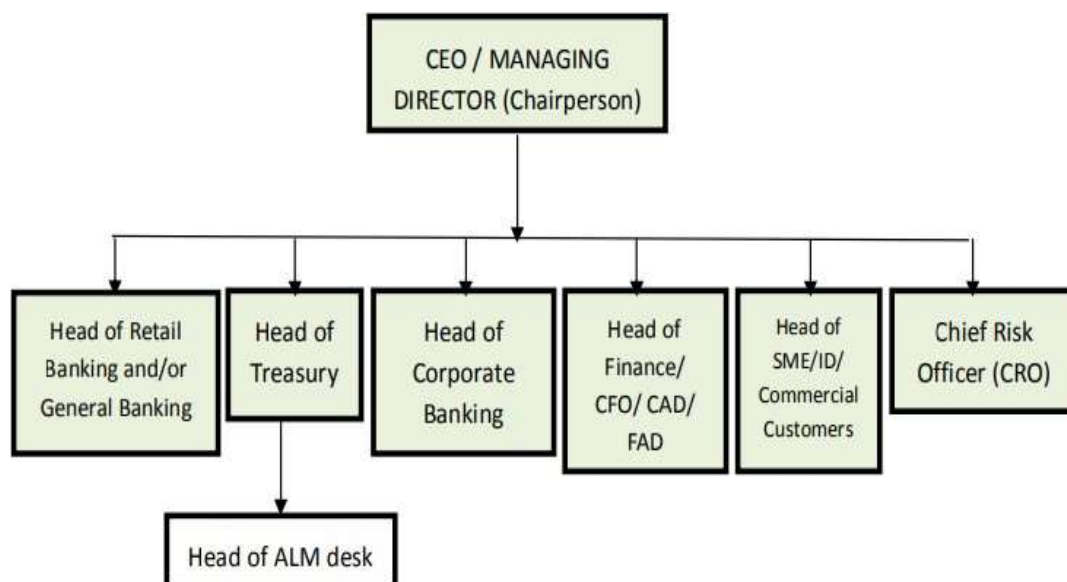 CEO / MANAGING
DIRECTOR (Chairperson)
Head of Retail
Banking and/or
General Banking
Head of
Treasury
Head of
Corporate
Banking
Head of
Finance/
CFO/ CAD/
FAD
Head of
SME/ID/
Commercial
Customers
Chief Risk
Officer (CRO)
Head of ALM desk